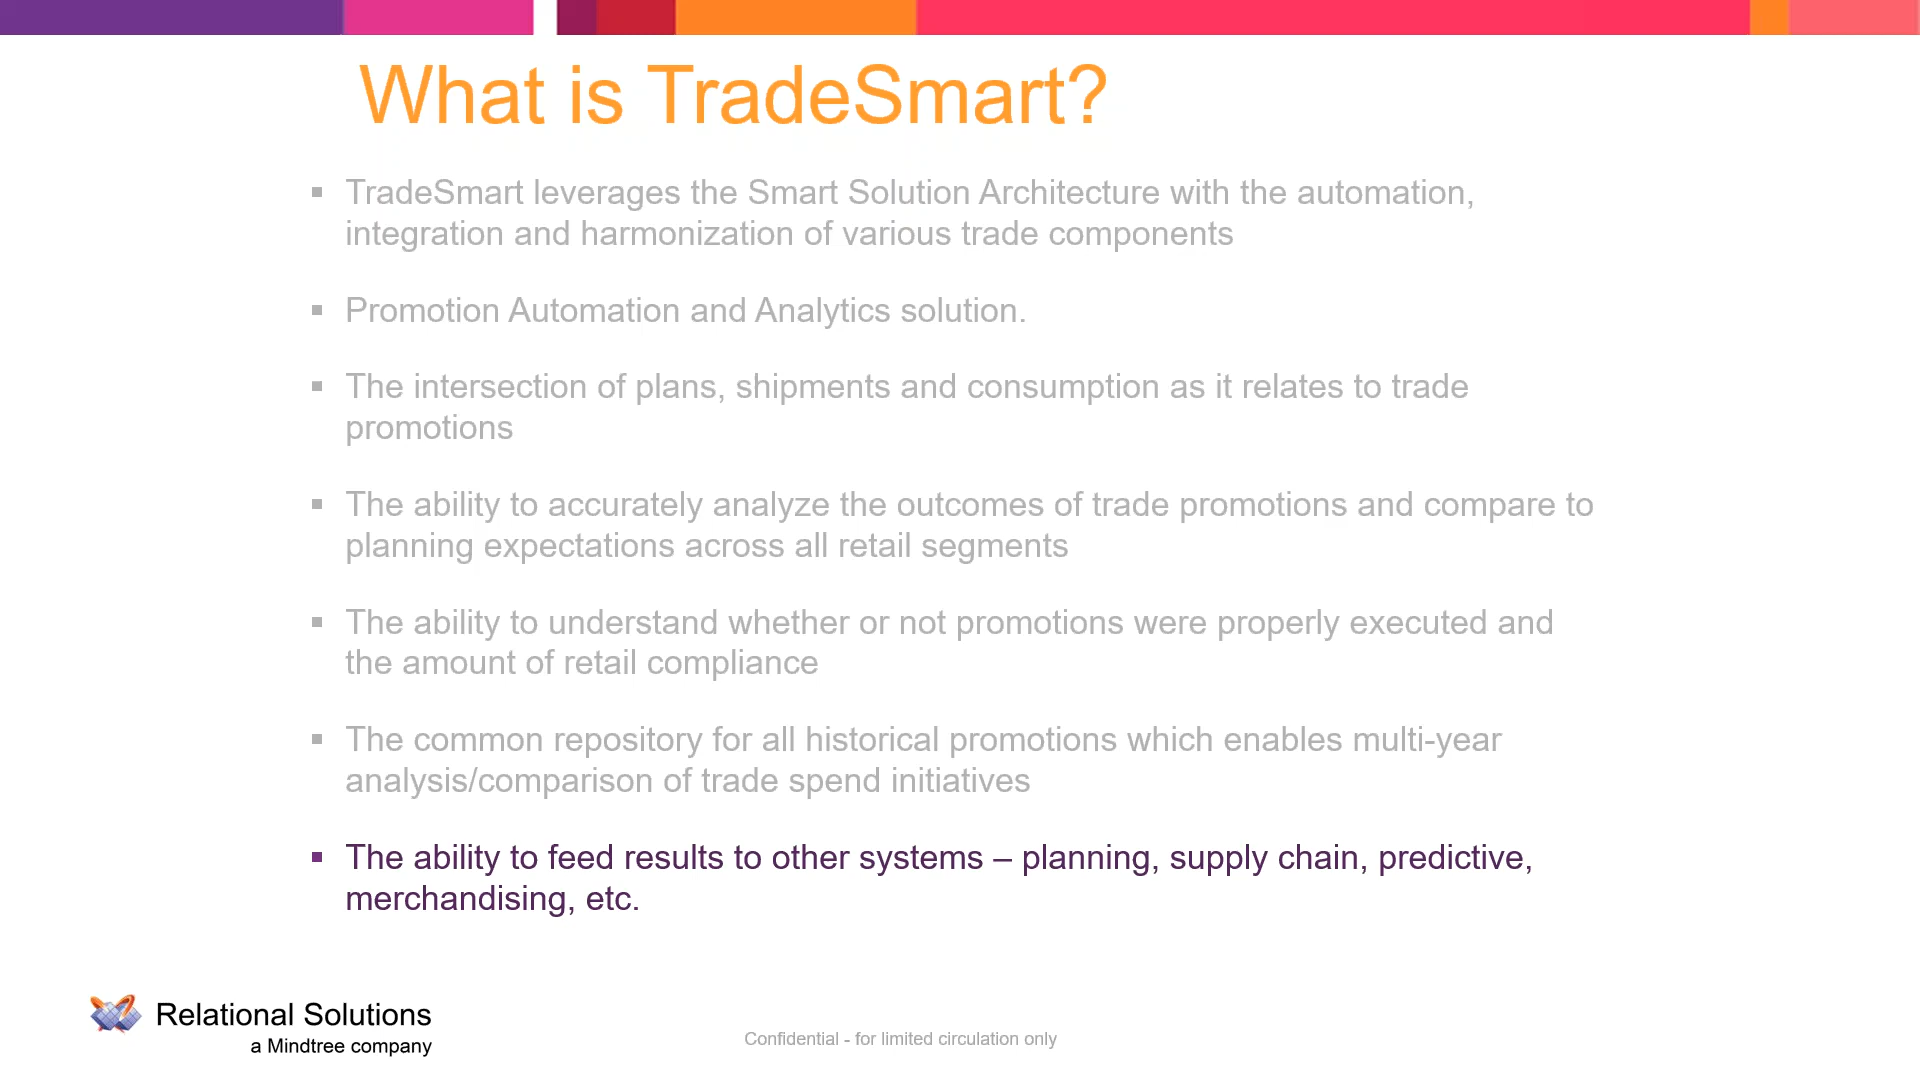 What is TradeSmart?
▪ TradeSmart leverages the Smart Solution Architecture with the automation,
integration and harmonization of various trade components
▪ Promotion Automation and Analytics solution.
▪ The intersection of plans, shipments and consumption as it relates to trade
promotions
▪ The ability to accurately analyze the outcomes of trade promotions and compare to
planning expectations across all retail segments
▪ The ability to understand whether or not promotions were properly executed and
the amount of retail compliance
▪ The common repository for all historical promotions which enables multi-year
analysis/comparison of trade spend initiatives
▪ The ability to feed results to other systems – planning, supply chain, predictive,
merchandising, etc.
Relational Solutions
a Mindtree company
Confidential - for limited circulation only